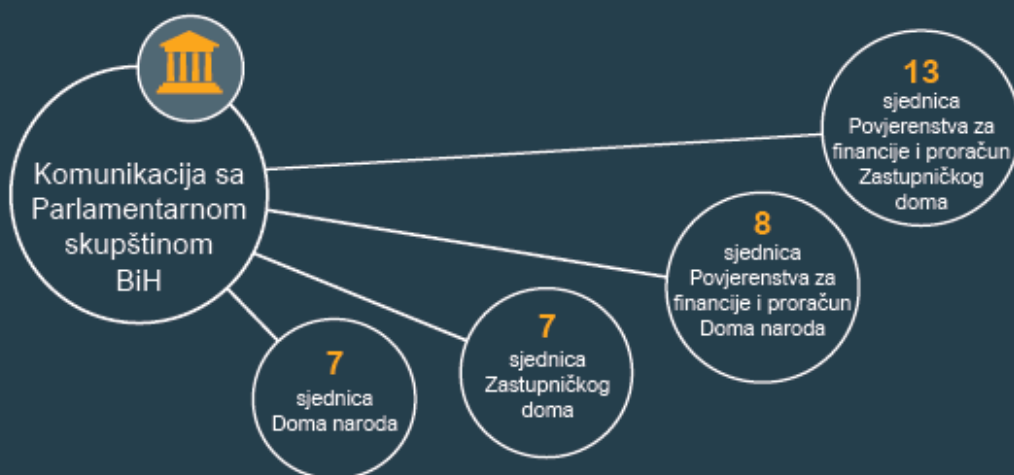 Komunikacija sa
Parlamentarnom
skupštinom
BiH
13
sjednica
Povjerenstva za
financije i proračun
Zastupničkog
doma
8
sjednica
Povjerenstva za
financije i proračun
Doma naroda
7
sjednica
Zastupničkog
doma
7
sjednica
Doma naroda